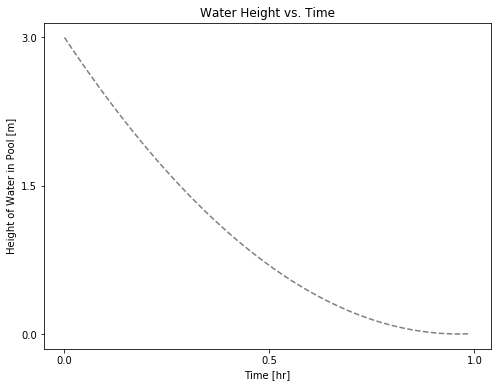 Water Height vs. Time
Height of Water in Pool [m]
3.0
1.5
0.0
0.0 0.5 1.0
Time [hr]